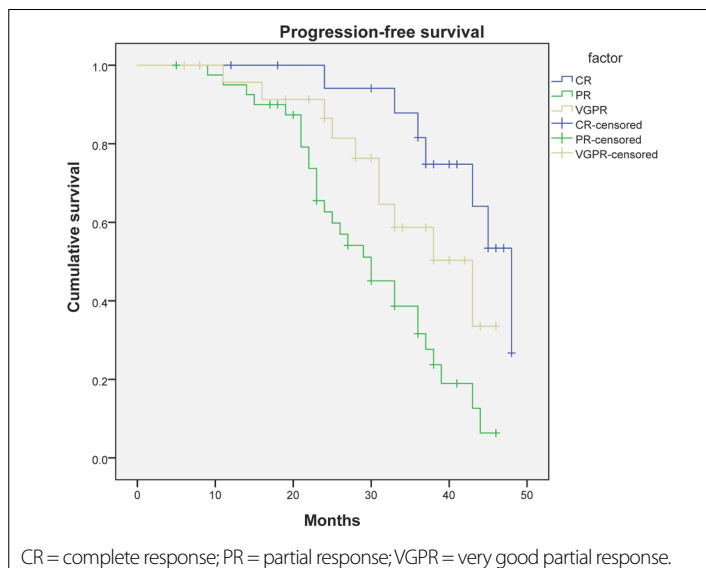 Progression-free survival
factor
CR
PR
VGPR
CR-censored
PR-censored
VGPR-censored
Cumulative survival
1.0
0.8
0.6
0.4
0.2
0.0
0 10 20 30 40 50
Months
CR = complete response; PR = partial response; VGPR = very good partial response.